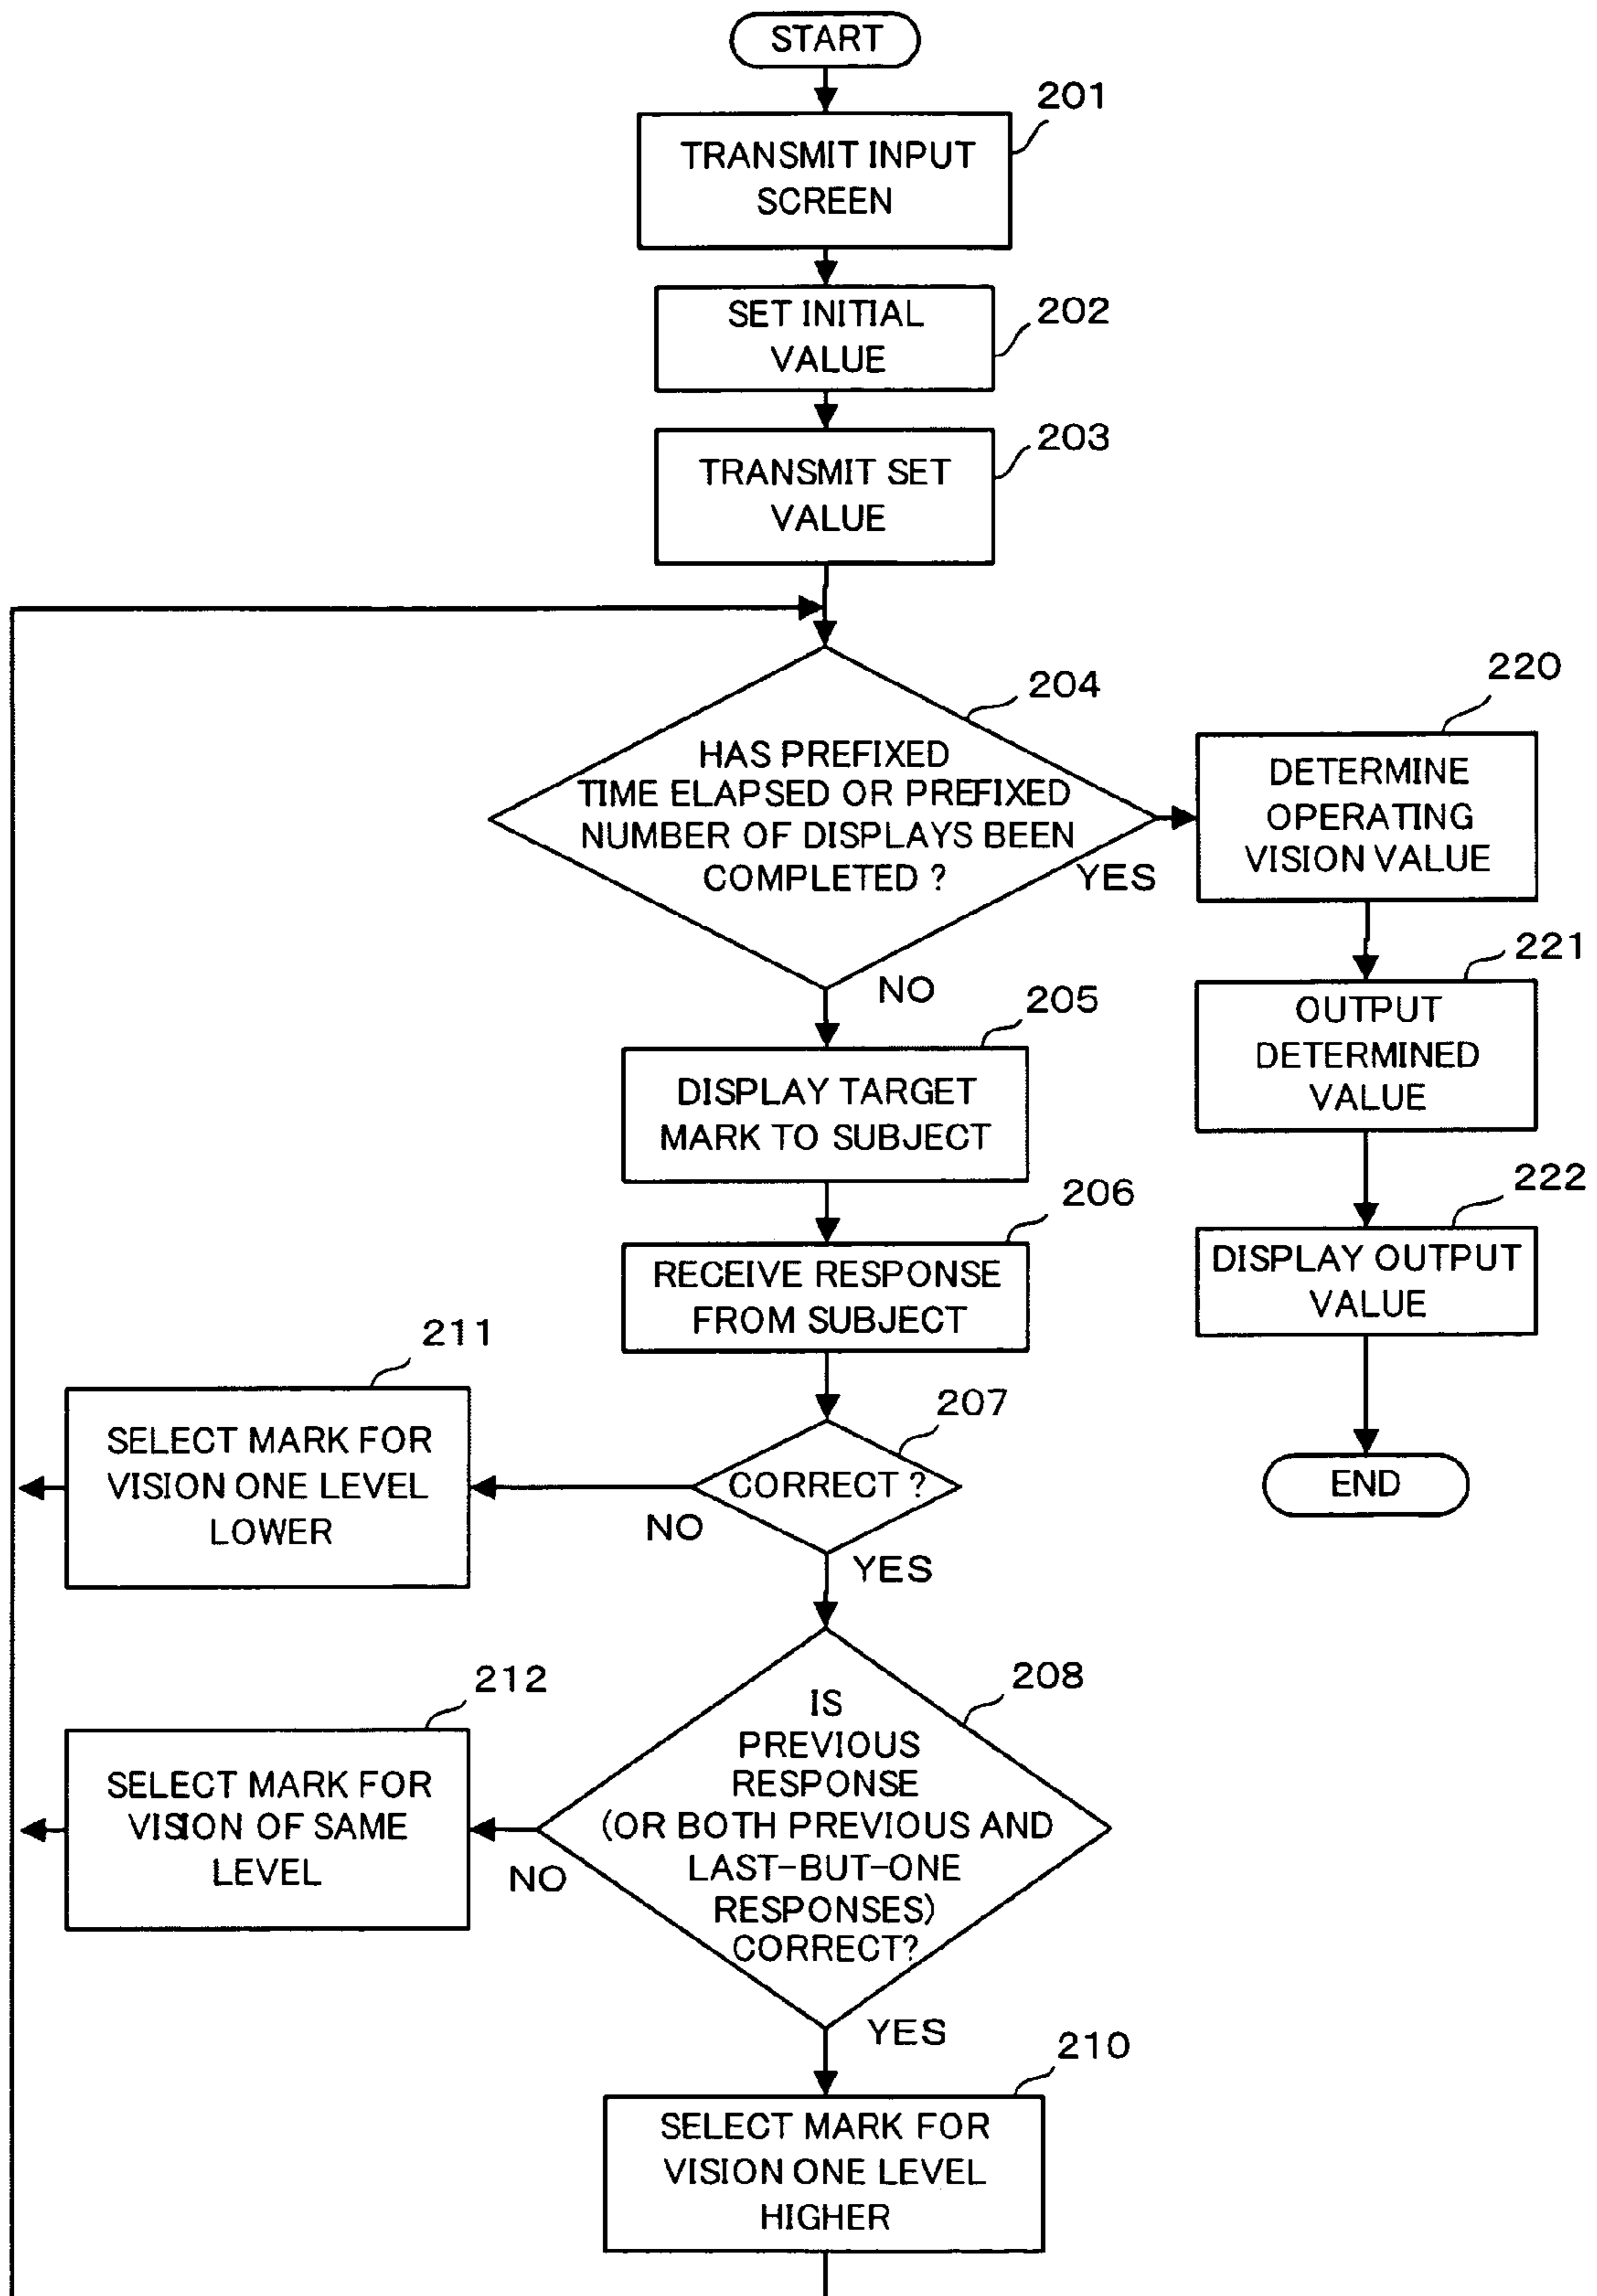 START
201
TRANSMIT INPUT
SCREEN
202
SET INITIAL
VALUE
203
TRANSMIT SET
VALUE
204
HAS PREFIXED
TIME ELAPSED OR PREFIXED
NUMBER OF DISPLAYS BEEN
COMPLETED ?
YES
NO
220
DETERMINE
OPERATING
VISION VALUE
221
OUTPUT
DETERMINED
VALUE
222
DISPLAY OUTPUT
VALUE
END
205
DISPLAY TARGET
MARK TO SUBJECT
206
RECEIVE RESPONSE
FROM SUBJECT
207
CORRECT ?
NO
YES
211
SELECT MARK FOR
VISION ONE LEVEL
LOWER
208
IS
PREVIOUS
RESPONSE
(OR BOTH PREVIOUS AND
LAST-BUT-ONE
RESPONSES)
CORRECT?
NO
YES
212
SELECT MARK FOR
VISION OF SAME
LEVEL
210
SELECT MARK FOR
VISION ONE LEVEL
HIGHER